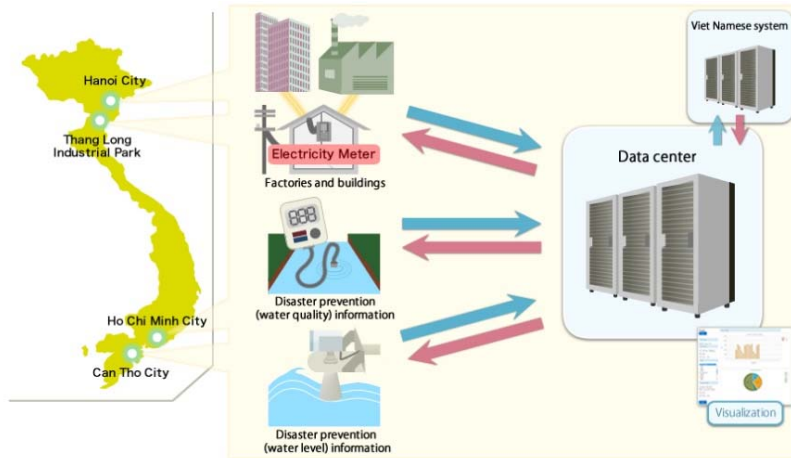 Hanoi City
Thang Long
Industrial Park
Ho Chi Minh City
Can Tho City
Electricity Meter
Factories and buildings
Disaster prevention
(water quality) information
Disaster prevention
(water level) information
Viet Namese system
Data center
Visualization